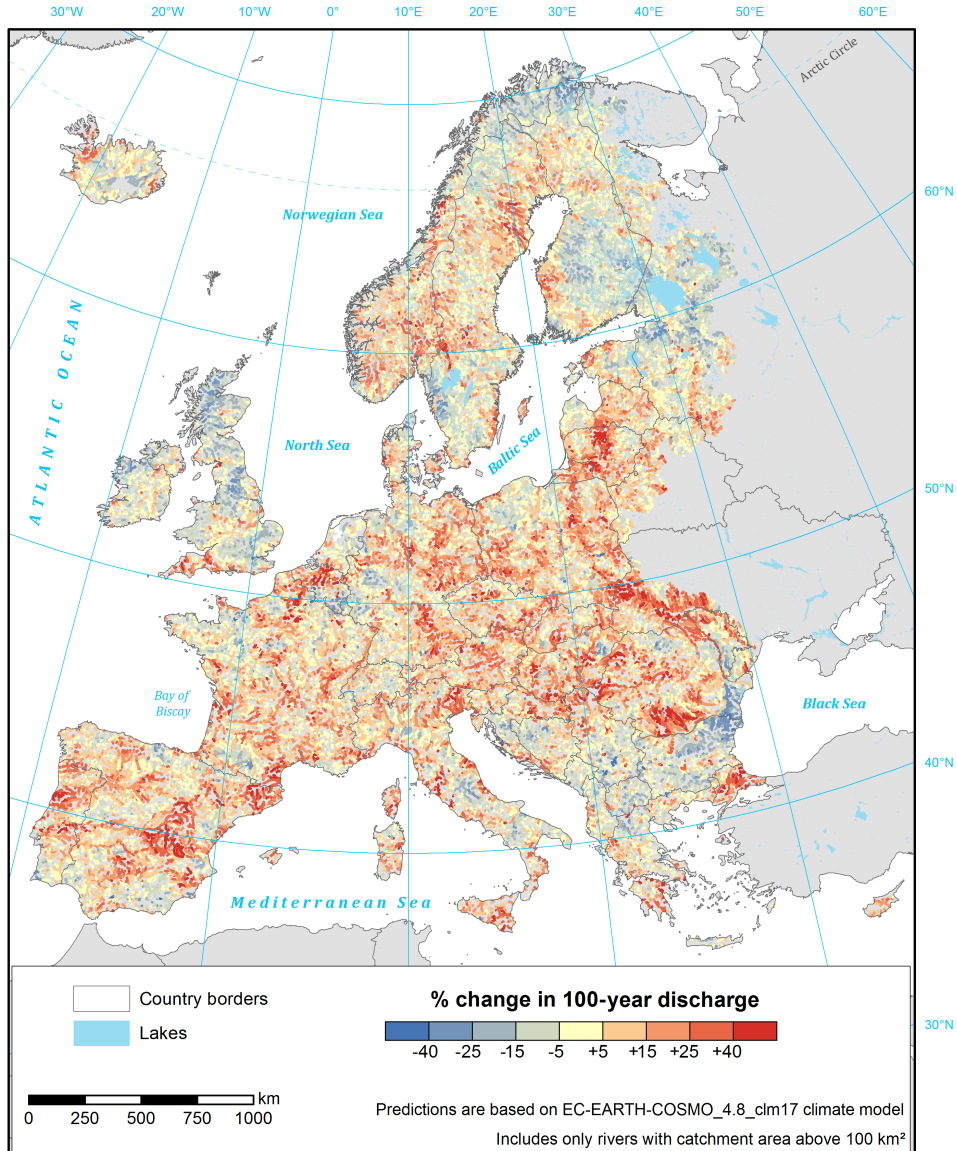 30°W 20°W 10°W 0° 10°E 20°E 30°E 40°E 50°E 60°E
Arctic Circle
60°N
Norwegian Sea
ATLANTIC OCEAN
North Sea
Baltic Sea
50°N
Bay of
Biscay
Black Sea
40°N
Mediterranean Sea
Country borders
Lakes
% change in 100-year discharge
-40 -25 -15 -5 +5 +15 +25 +40
30°N
km
0 250 500 750 1000
Predictions are based on EC-EARTH-COSMO_4.8_clm17 climate model
Includes only rivers with catchment area above 100 km²